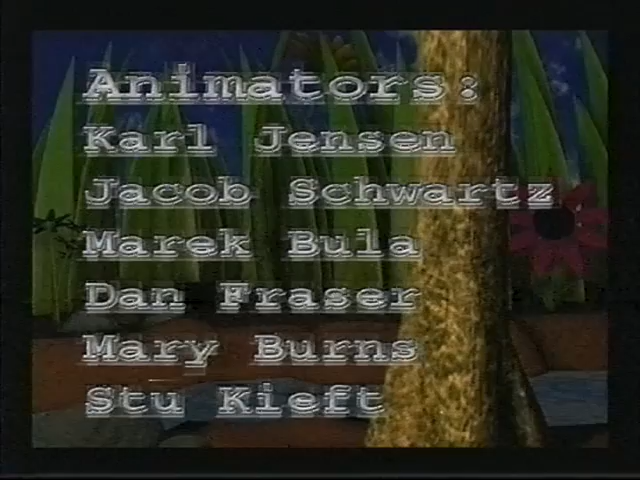 Animators:
Karl Jensen
Jacob Schwartz
Marek Bula
Dan Fraser
Mary Burns
Stu Kieft